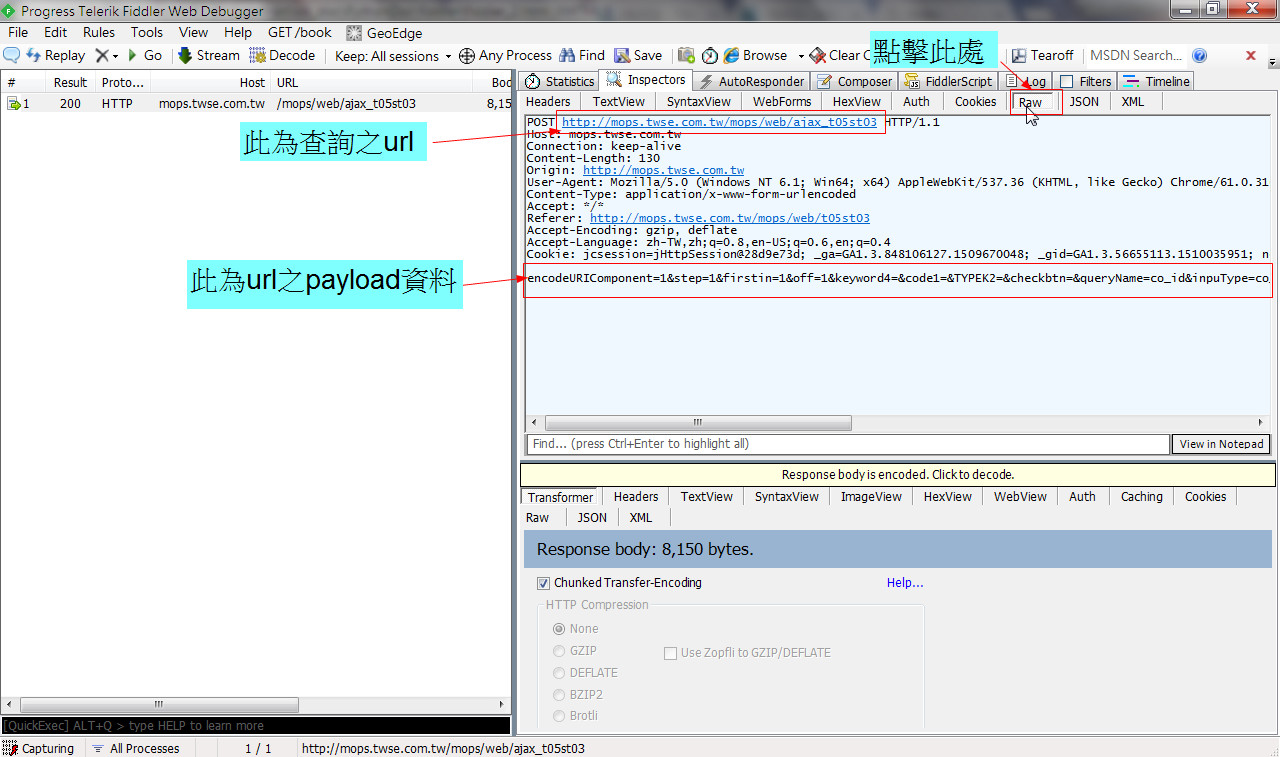 Progress Telerik Fiddler Web Debugger
File Edit Rules Tools View Help GET /book GeoEdge
Replay Go Stream Decode Keep: All sessions Any Process Find Save Browse Clear C 點擊此處 Tearoff MSDN Search...
# Result Proto... Host URL Boc
1 200 HTTP mops.twse.com.tw /mops/web/ajax_t05st03 8,15
此為查詢之url
此為url之payload資料
[QuickExec] ALT+Q > type HELP to learn more
Statistics Inspectors AutoResponder Composer FiddlerScript Log Filters Timeline
Headers TextView SyntaxView WebForms HexView Auth Cookies Raw JSON XML
POST http://mops.twse.com.tw/mops/web/ajax_t05st03 HTTP/1.1
Host: mops.twse.com.tw
Connection: keep-alive
Content-Length: 130
Origin: http://mops.twse.com.tw
User-Agent: Mozilla/5.0 (Windows NT 6.1; Win64; x64) AppleWebKit/537.36 (KHTML, like Gecko) Chrome/61.0.31
Content-Type: application/x-www-form-urlencoded
Accept: */*
Referer: http://mops.twse.com.tw/mops/web/t05st03
Accept-Encoding: gzip, deflate
Accept-Language: zh-TW,zh;q=0.8,en-US;q=0.6,en;q=0.4
Cookie: jcsession=jHttpSession@28d9e73d; _ga=GA1.3.848106127.1509670048; _gid=GA1.3.56655113.1510035951; n
encodeURIComponent=1&step=1&firstin=1&off=1&keyword4=&code1=&TYPEK2=&checkbtn=&queryName=co_id&inpuType=co_
Find... (press Ctrl+Enter to highlight all) View in Notepad
Response body is encoded. Click to decode.
Transformer Headers TextView SyntaxView ImageView HexView WebView Auth Caching Cookies
Raw JSON XML
Response body: 8,150 bytes.
Chunked Transfer-Encoding Help...
HTTP Compression
None
GZIP Use Zopfli to GZIP/DEFLATE
DEFLATE
BZIP2
Brotli
Capturing All Processes 1 / 1 http://mops.twse.com.tw/mops/web/ajax_t05st03